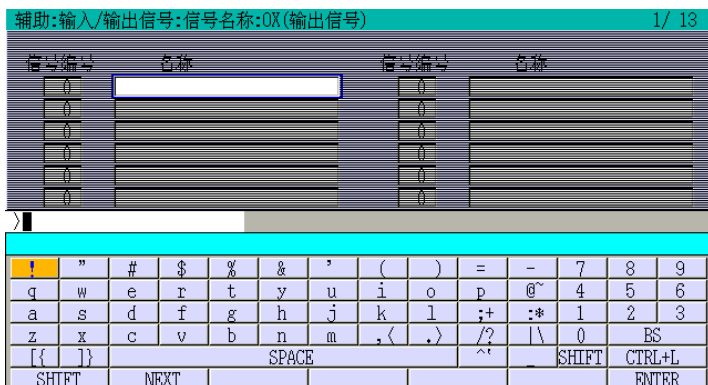 辅助:输入/输出信号:信号名称:OX(输出信号) 1/ 13
信号编号 名称 信号编号 名称
0 0
0 0
0 0
0 0
0 0
0 0
>
! " # $ % & ' ( ) = - 7 8 9
q w e r t y u i o p @~ 4 5 6
a s d f g h j k l ;+ :* 1 2 3
z x c v b n m ,< .> /? |\ 0 BS
[{ ]} SPACE ^` _ SHIFT CTRL+L
SHIFT NEXT ENTER